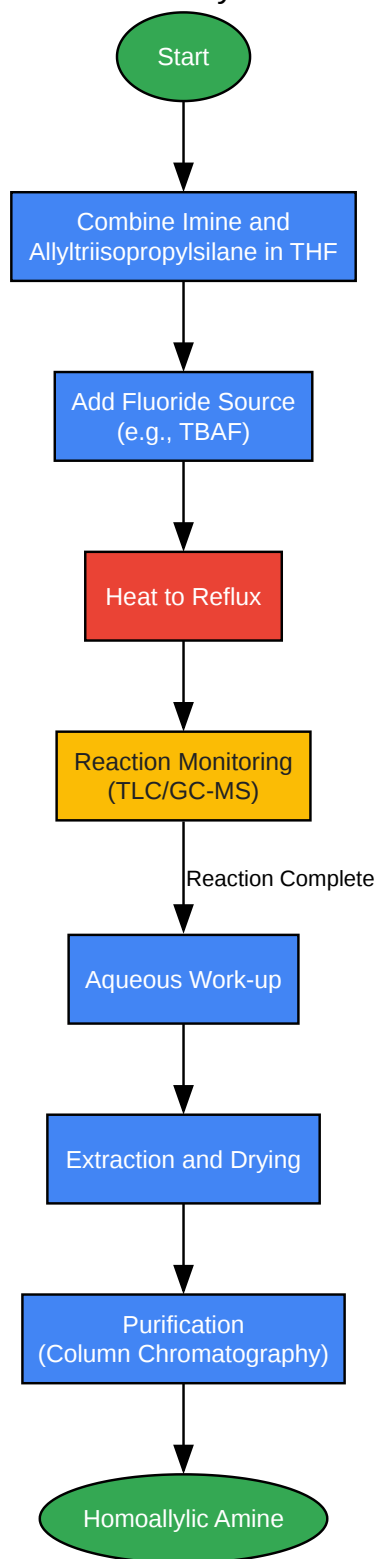 Start
Combine Imine and
Allyltriisopropylsilane in THF
Add Fluoride Source
(e.g., TBAF)
Heat to Reflux
Reaction Monitoring
(TLC/GC-MS)
Reaction Complete
Aqueous Work-up
Extraction and Drying
Purification
(Column Chromatography)
Homoallylic Amine